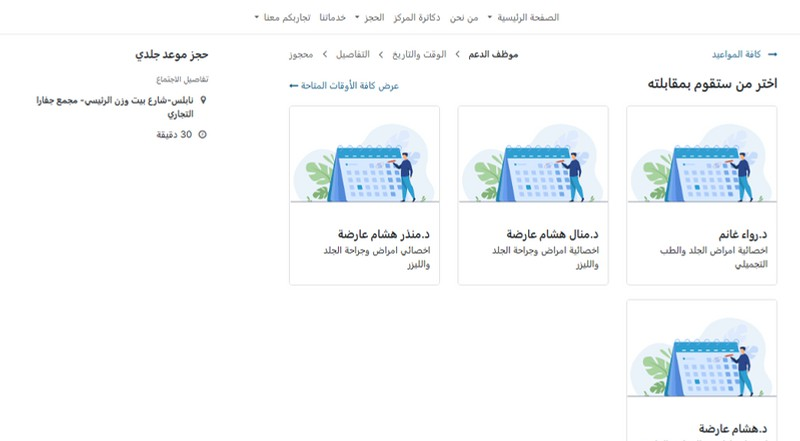 الصفحة الرئيسية من نحن دكاترة المركز الحجز خدماتنا تجاربكم معنا
كافة المواعيد
موظف الدعم
الوقت والتاريخ
التفاصيل
محجوز
اختر من ستقوم بمقابلته
عرض كافة الأوقات المتاحة
د.رواء غانم
اخصائية امراض الجلد والطب
التجميلي
د.منال هشام عارضة
اخصائية امراض وجراحة الجلد
والليزر
د.منذر هشام عارضة
اخصائي امراض وجراحة الجلد
والليزر
د.هشام عارضة
حجز موعد جلدي
تفاصيل الاجتماع
نابلس-شارع بيت وزن الرئيسي- مجمع جفارا
التجاري
30 دقيقة